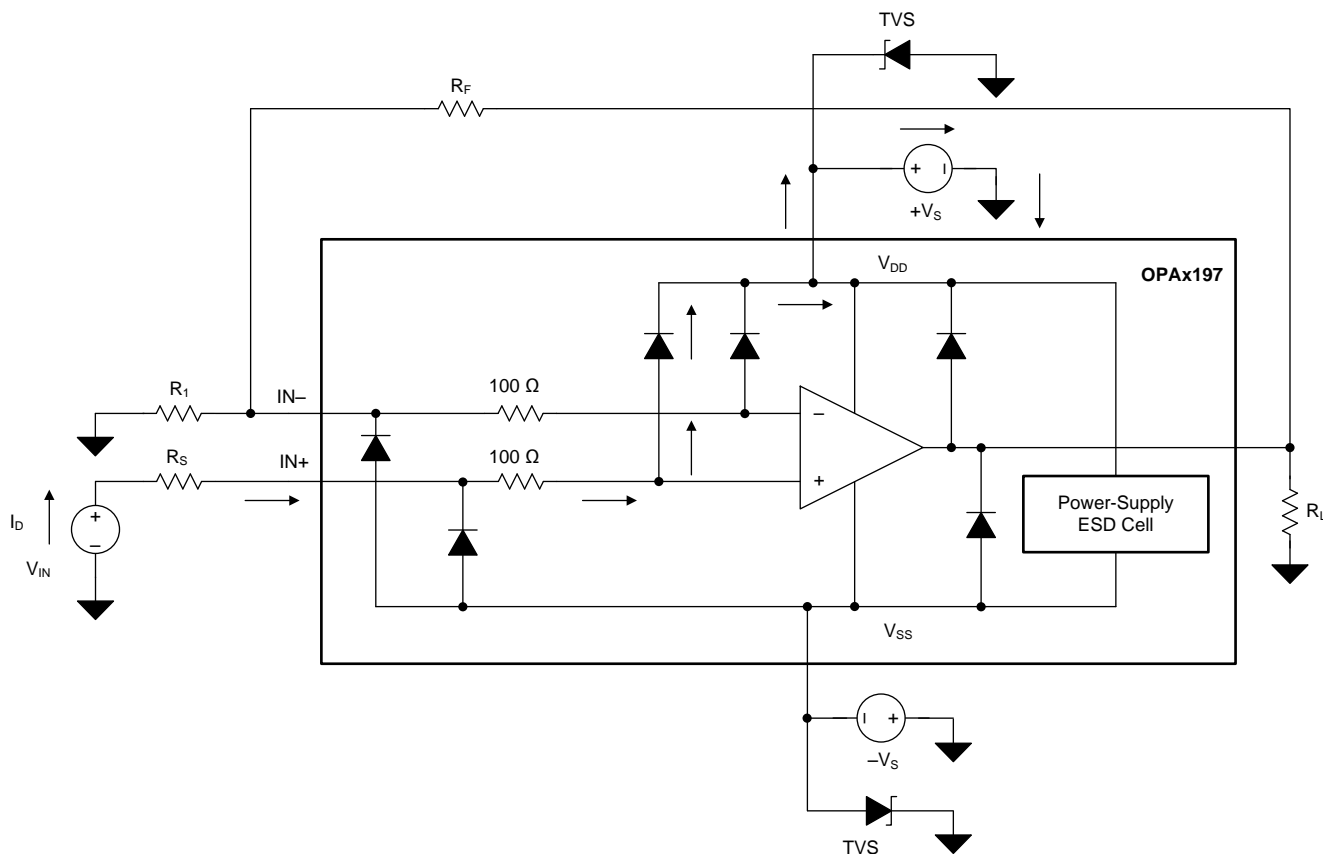 TVS
R_F
+V_S
V_DD
OPAx197
R_1
IN–
100 Ω
R_S
IN+
100 Ω
Power-Supply
ESD Cell
R_L
I_D
V_IN
V_SS
–V_S
TVS